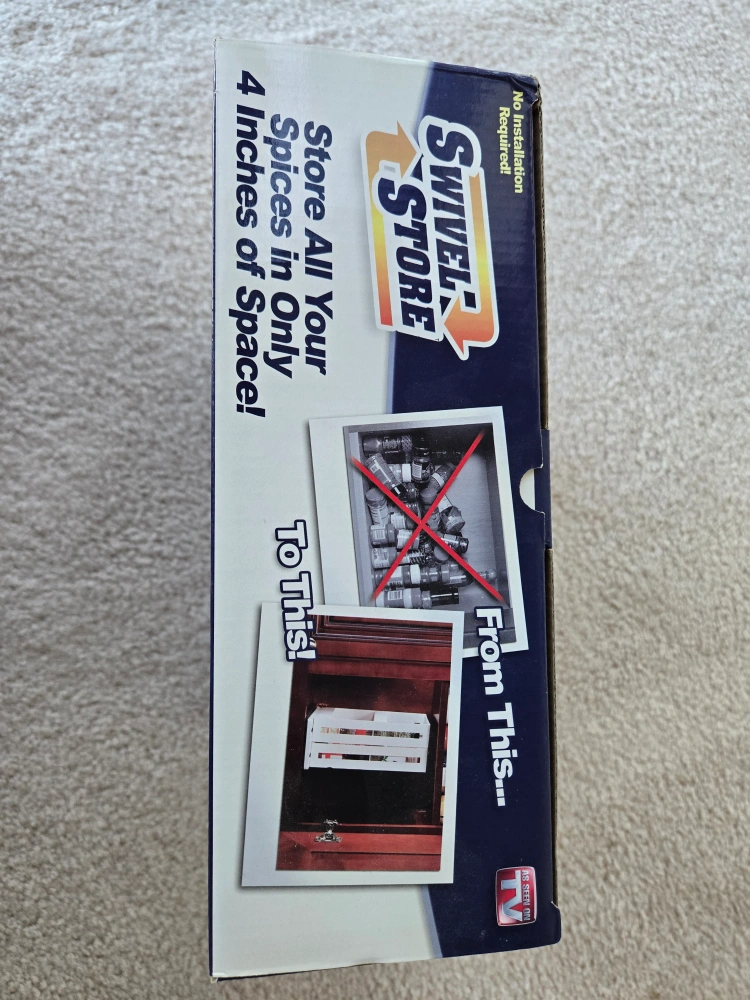 No Installation
Required!
SWIVEL
STORE
Store All Your
Spices in Only
4 Inches of Space!
From This...
To This!
AS SEEN ON
TV